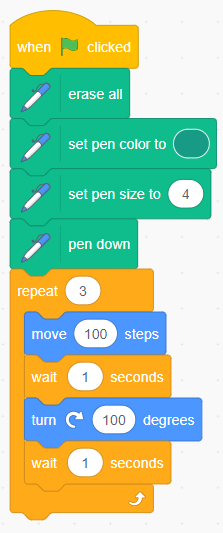 when clicked
erase all
set pen color to
set pen size to 4
pen down
repeat 3
move 100 steps
wait 1 seconds
turn 100 degrees
wait 1 seconds